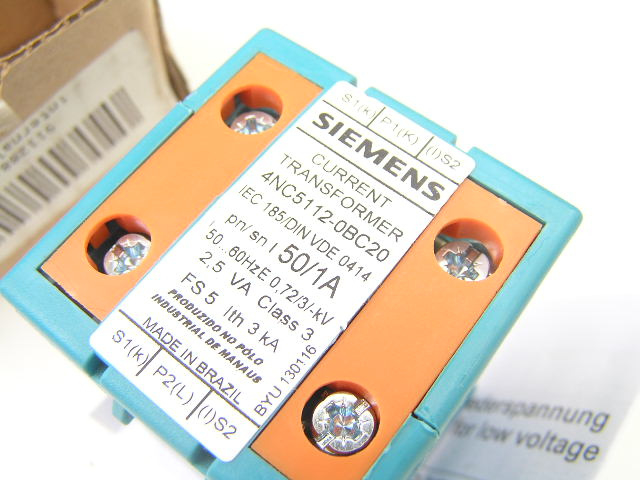 S1(k) P1(K) (l)S2
SIEMENS
CURRENT
TRANSFORMER
4NC5112-0BC20
IEC 185/DIN VDE 0414
pn/ sn I 50/1A
50...60HzE 0,72/3/-kV
2,5 VA Class 3
FS 5 Ith 3 kA
PRODUZIDO NO PÓLO
INDUSTRIAL DE MANAUS
BYU 130116
MADE IN BRAZIL
S1(k) P2(L) (l)S2
derspannung
for low voltage